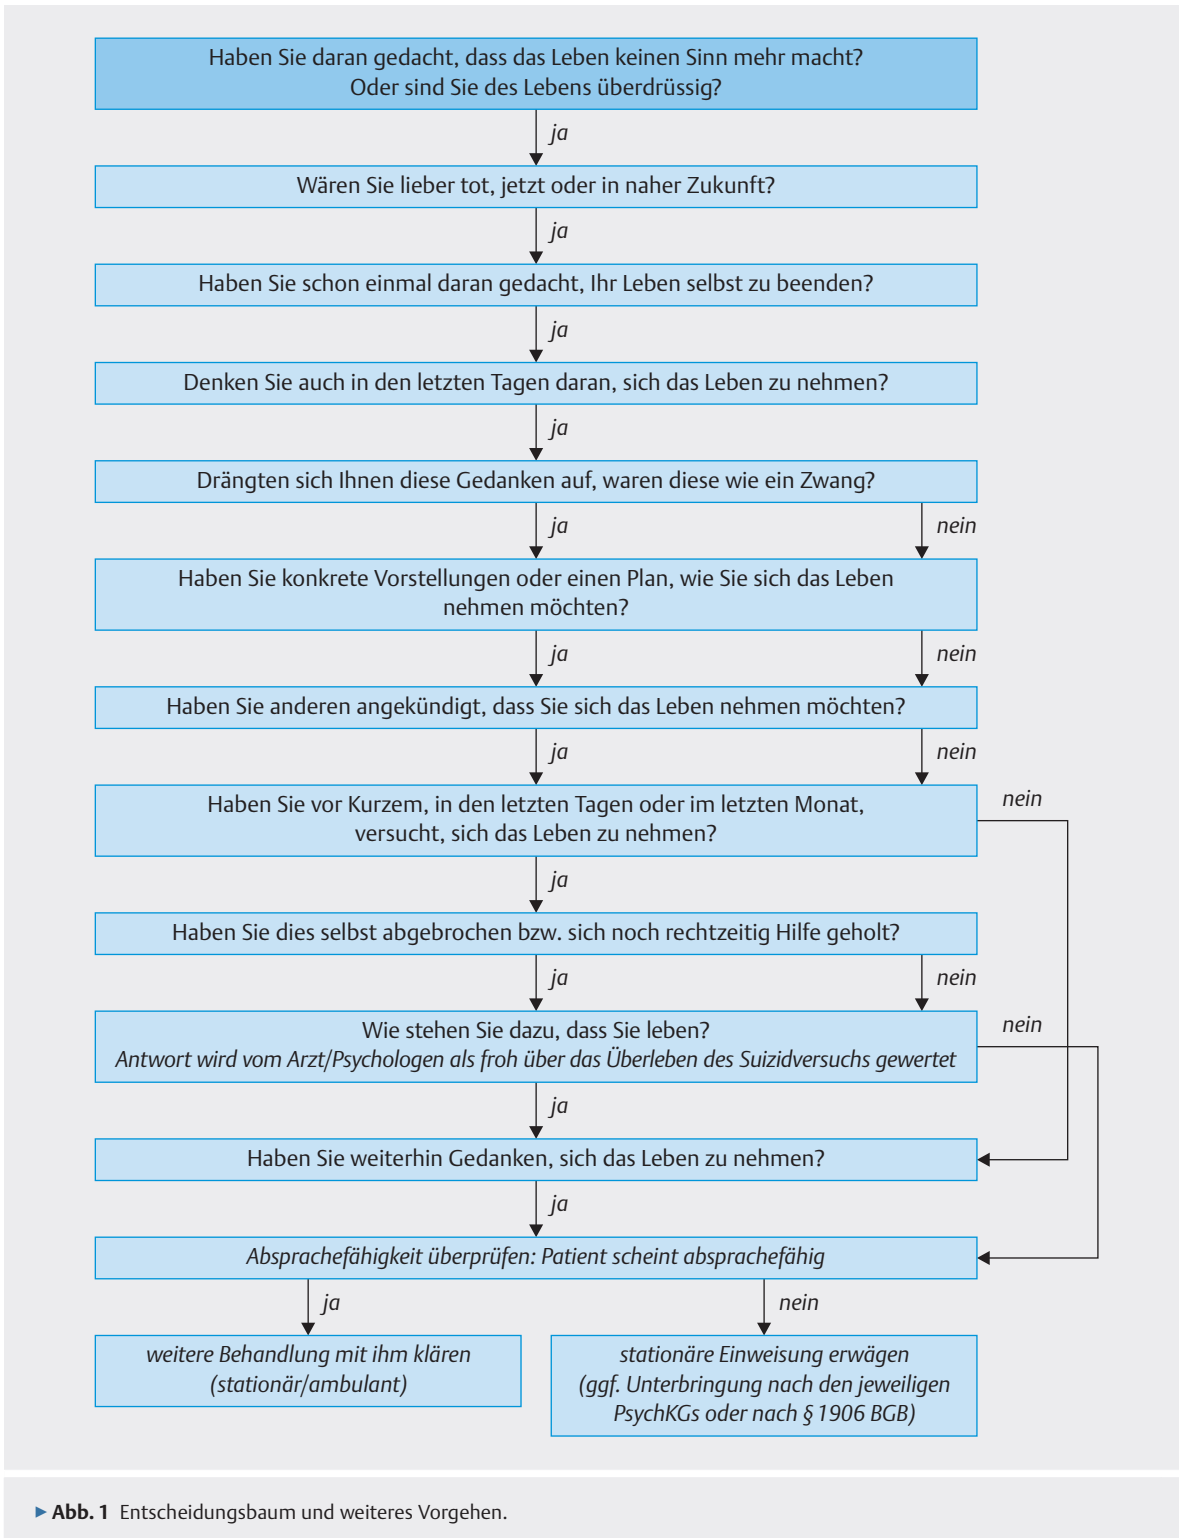 Haben Sie daran gedacht, dass das Leben keinen Sinn mehr macht?
Oder sind Sie des Lebens überdrüssig?
ja
Wären Sie lieber tot, jetzt oder in naher Zukunft?
ja
Haben Sie schon einmal daran gedacht, Ihr Leben selbst zu beenden?
ja
Denken Sie auch in den letzten Tagen daran, sich das Leben zu nehmen?
ja
Drängten sich Ihnen diese Gedanken auf, waren diese wie ein Zwang?
ja
nein
Haben Sie konkrete Vorstellungen oder einen Plan, wie Sie sich das Leben
nehmen möchten?
ja
nein
Haben Sie anderen angekündigt, dass Sie sich das Leben nehmen möchten?
ja
nein
Haben Sie vor Kurzem, in den letzten Tagen oder im letzten Monat,
versucht, sich das Leben zu nehmen?
nein
ja
Haben Sie dies selbst abgebrochen bzw. sich noch rechtzeitig Hilfe geholt?
ja
nein
Wie stehen Sie dazu, dass Sie leben?
Antwort wird vom Arzt/Psychologen als froh über das Überleben des Suizidversuchs gewertet
nein
ja
Haben Sie weiterhin Gedanken, sich das Leben zu nehmen?
ja
Absprachefähigkeit überprüfen: Patient scheint absprachefähig
ja
nein
weitere Behandlung mit ihm klären
(stationär/ambulant)
stationäre Einweisung erwägen
(ggf. Unterbringung nach den jeweiligen
PsychKGs oder nach § 1906 BGB)
▶ Abb. 1 Entscheidungsbaum und weiteres Vorgehen.